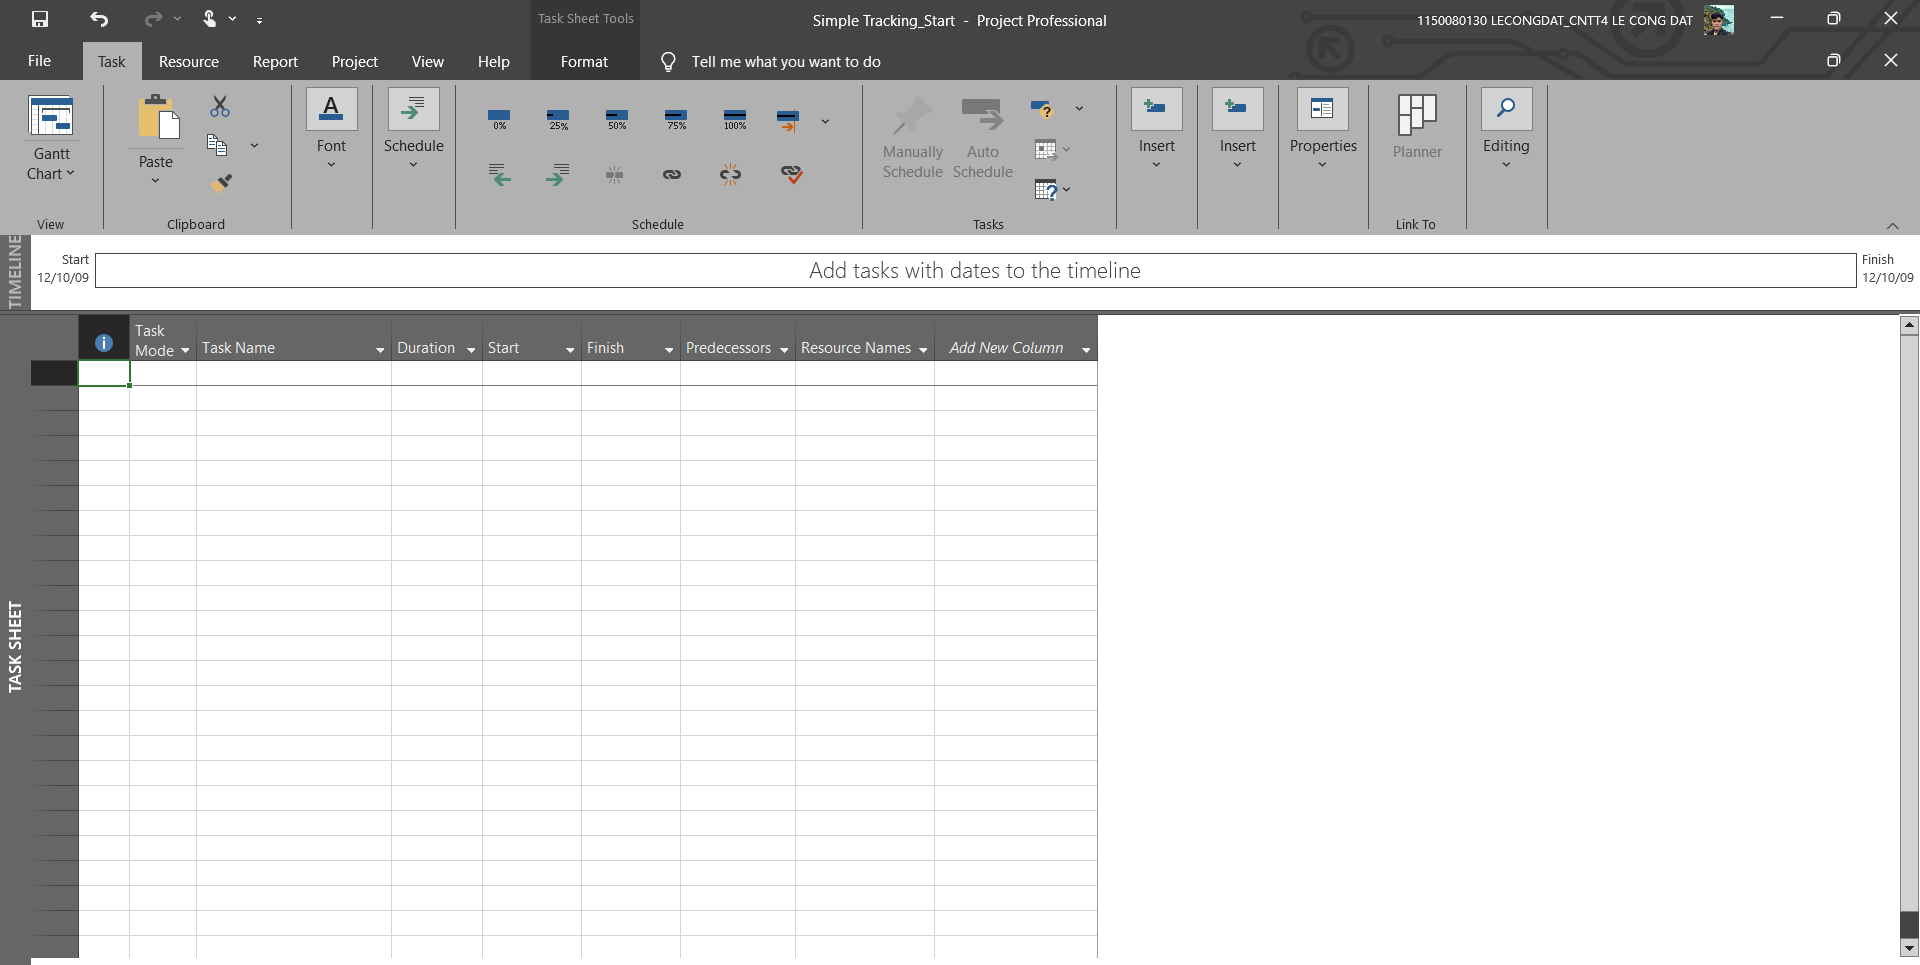 Task Sheet Tools
Simple Tracking_Start - Project Professional
1150080130 LECONGDAT_CNTT4 LE CONG DAT
File Task Resource Report Project View Help Format Tell me what you want to do
Gantt Chart
View
Paste
Clipboard
A
Font
Schedule
0% 25% 50% 75% 100%
Schedule
Manually Schedule
Auto Schedule
Tasks
Insert
Insert
Properties
Planner
Link To
Editing
TIMELINE
Start
12/10/09
Add tasks with dates to the timeline
Finish
12/10/09
Task Mode
Task Name
Duration
Start
Finish
Predecessors
Resource Names
Add New Column
TASK SHEET